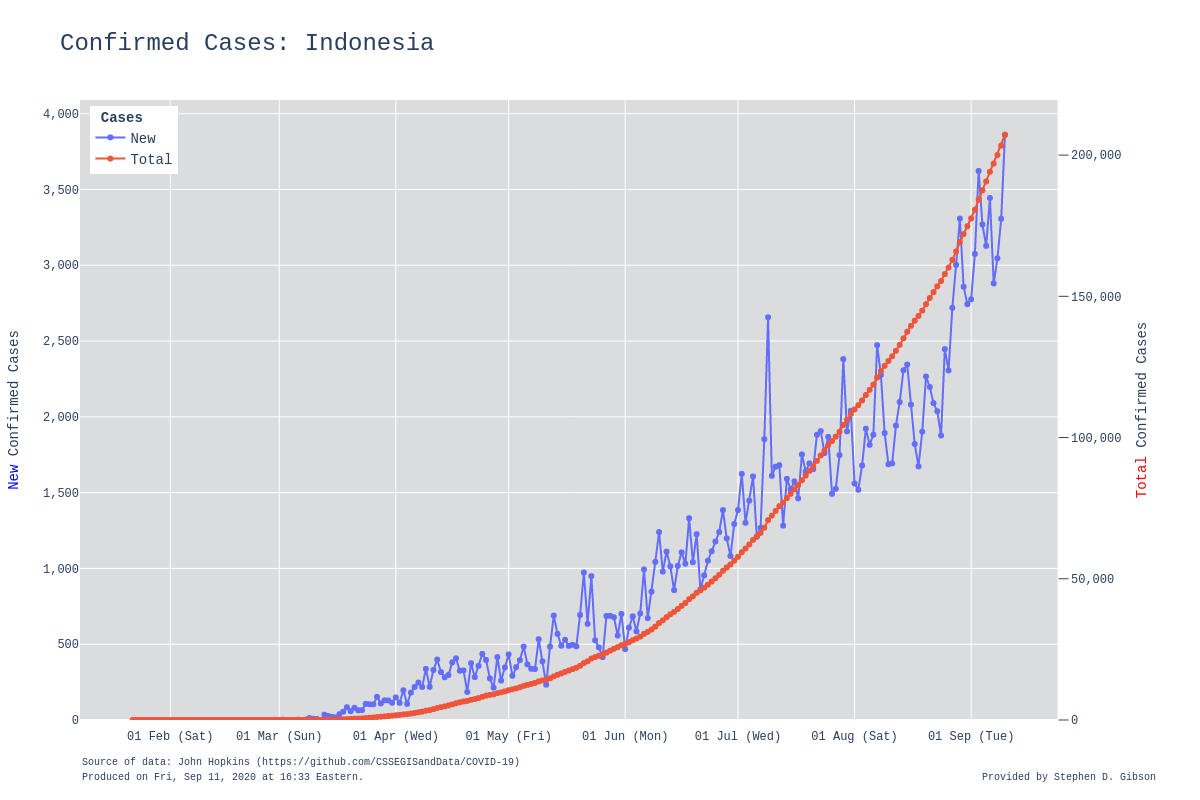 Confirmed Cases: Indonesia
Cases
New
Total
4,000
3,500
3,000
2,500
2,000
1,500
1,000
500
0
200,000
150,000
100,000
50,000
0
New Confirmed Cases
Total Confirmed Cases
01 Feb (Sat) 01 Mar (Sun) 01 Apr (Wed) 01 May (Fri) 01 Jun (Mon) 01 Jul (Wed) 01 Aug (Sat) 01 Sep (Tue)
Source of data: John Hopkins (https://github.com/CSSEGISandData/COVID-19)
Produced on Fri, Sep 11, 2020 at 16:33 Eastern.
Provided by Stephen D. Gibson